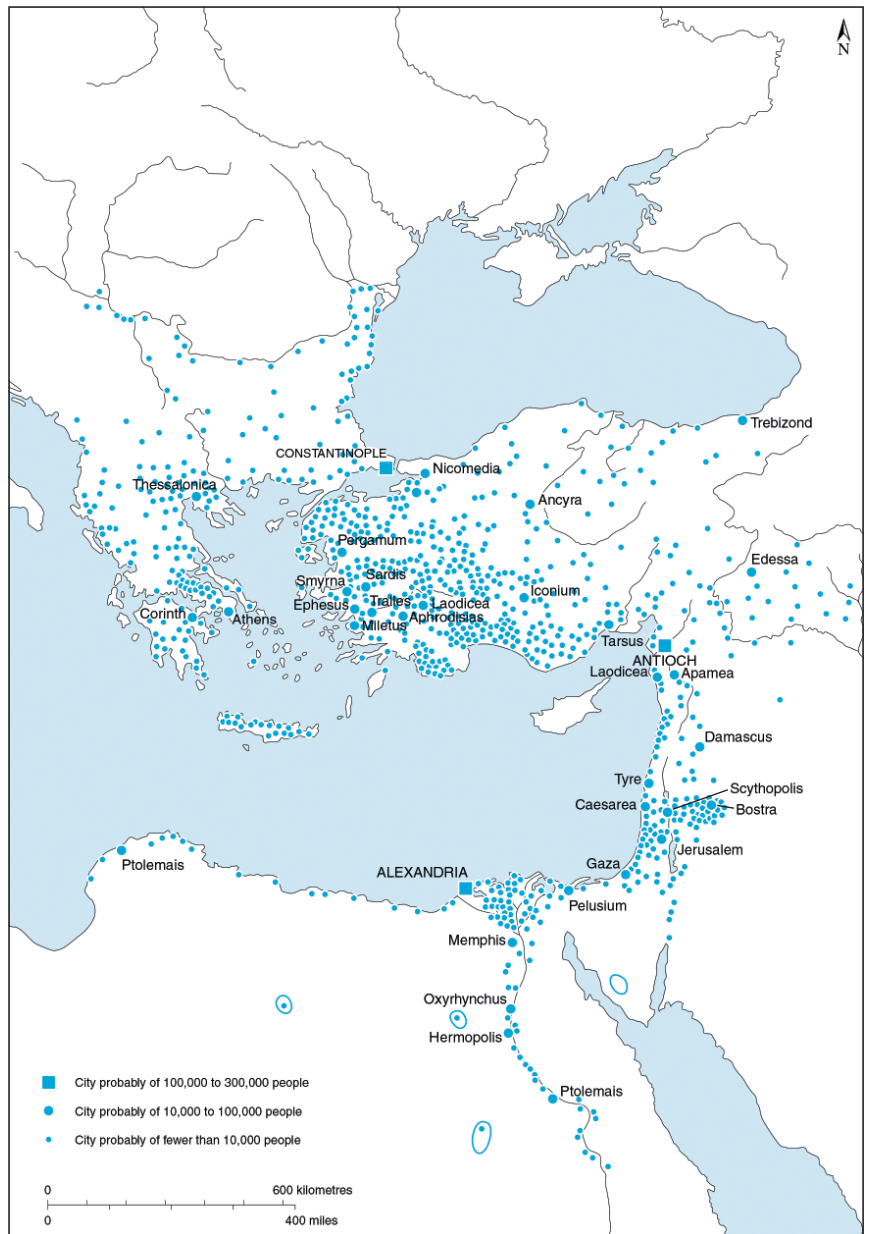 N
Trebizond
CONSTANTINOPLE
Nicomedia
Thessalonica
Ancyra
Pergamum
Edessa
Smyrna
Sardis
Iconium
Ephesus
Tralles
Laodicea
Corinth
Athens
Aphrodisias
Miletus
Tarsus
ANTIOCH
Laodicea
Apamea
Damascus
Tyre
Scythopolis
Caesarea
Bostra
Jerusalem
Ptolemais
Gaza
ALEXANDRIA
Pelusium
Memphis
Oxyrhynchus
Hermopolis
Ptolemais
City probably of 100,000 to 300,000 people
City probably of 10,000 to 100,000 people
City probably of fewer than 10,000 people
0 600 kilometres
0 400 miles